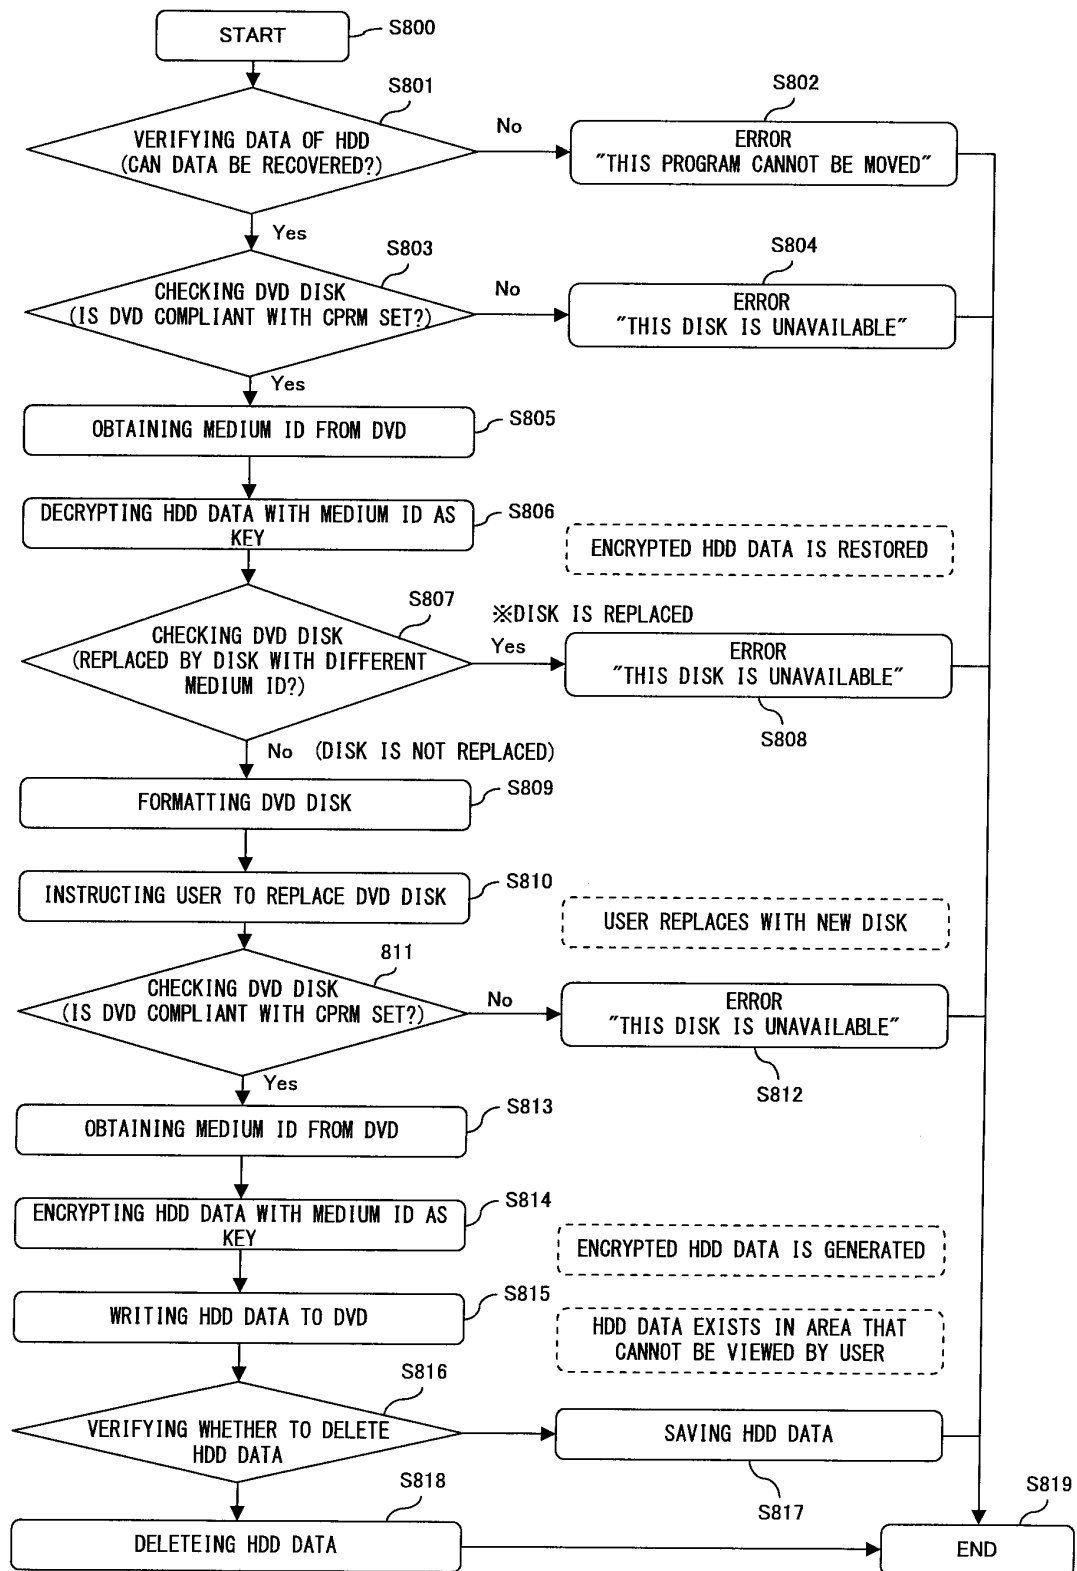 START
S800
S801
VERIFYING DATA OF HDD
(CAN DATA BE RECOVERED?)
No
S802
ERROR
"THIS PROGRAM CANNOT BE MOVED"
Yes
S803
CHECKING DVD DISK
(IS DVD COMPLIANT WITH CPRM SET?)
No
S804
ERROR
"THIS DISK IS UNAVAILABLE"
Yes
OBTAINING MEDIUM ID FROM DVD
S805
DECRYPTING HDD DATA WITH MEDIUM ID AS
KEY
S806
ENCRYPTED HDD DATA IS RESTORED
S807
CHECKING DVD DISK
(REPLACED BY DISK WITH DIFFERENT
MEDIUM ID?)
※DISK IS REPLACED
Yes
ERROR
"THIS DISK IS UNAVAILABLE"
S808
No (DISK IS NOT REPLACED)
FORMATTING DVD DISK
S809
INSTRUCTING USER TO REPLACE DVD DISK
S810
USER REPLACES WITH NEW DISK
811
CHECKING DVD DISK
(IS DVD COMPLIANT WITH CPRM SET?)
No
ERROR
"THIS DISK IS UNAVAILABLE"
S812
Yes
OBTAINING MEDIUM ID FROM DVD
S813
ENCRYPTING HDD DATA WITH MEDIUM ID AS
KEY
S814
ENCRYPTED HDD DATA IS GENERATED
WRITING HDD DATA TO DVD
S815
HDD DATA EXISTS IN AREA THAT
CANNOT BE VIEWED BY USER
S816
VERIFYING WHETHER TO DELETE
HDD DATA
SAVING HDD DATA
S817
S818
DELETEING HDD DATA
S819
END